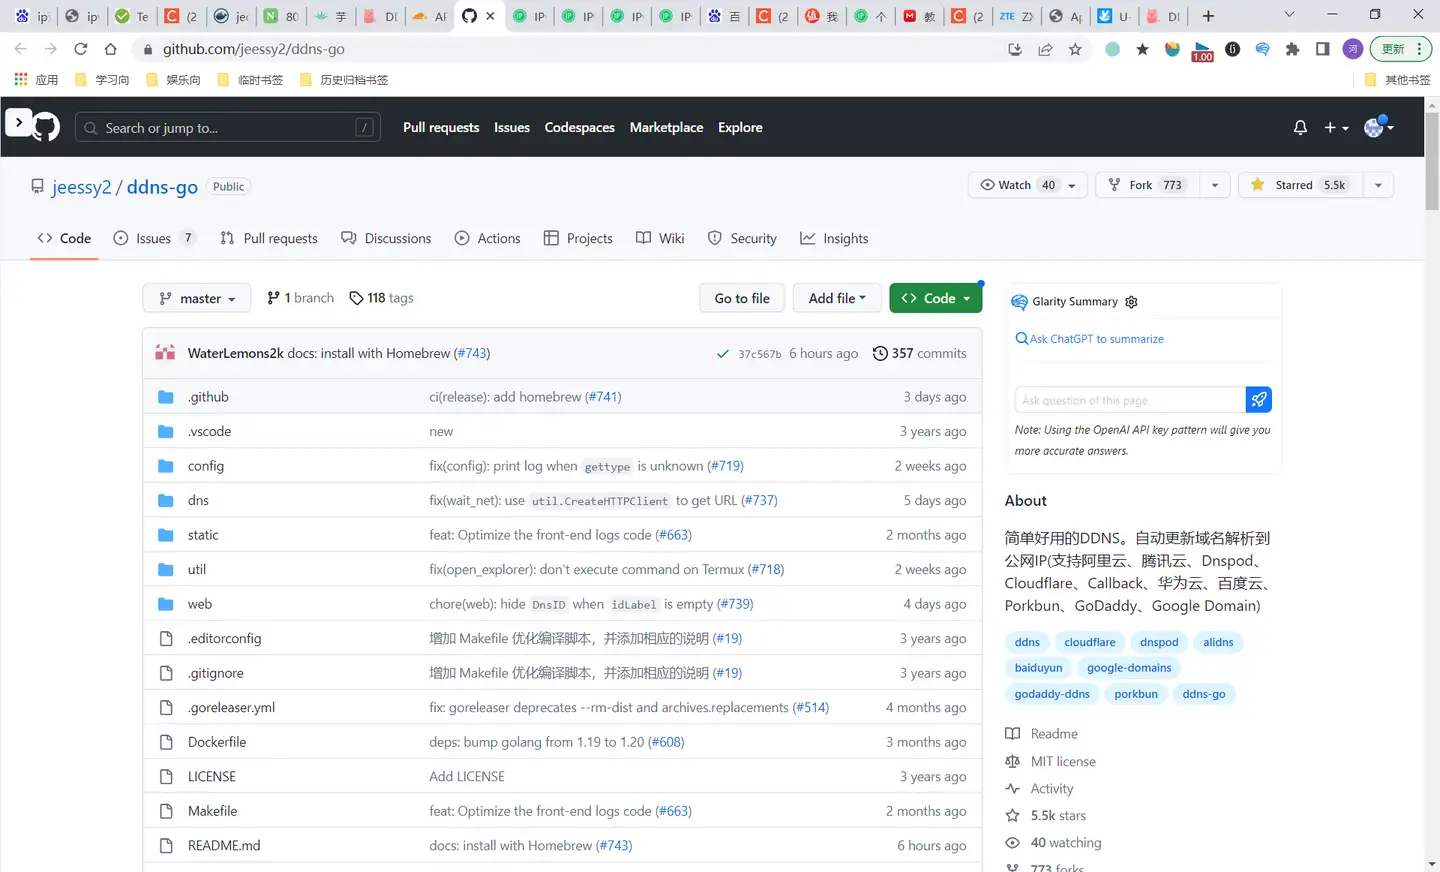 ip
ip
Te
(2
jee
80
芋
DI
AF
IP
IP
IP
IP
百
(2
我
个
教
(2
ZTE ZX
Ap
U-
DI
github.com/jeessy2/ddns-go
1.00
河
更新
应用
学习向
娱乐向
临时书签
历史归档书签
其他书签
Search or jump to...
/
Pull requests
Issues
Codespaces
Marketplace
Explore
jeessy2 / ddns-go
Public
Watch 40
Fork 773
Starred 5.5k
Code
Issues 7
Pull requests
Discussions
Actions
Projects
Wiki
Security
Insights
master
1 branch
118 tags
Go to file
Add file
Code
WaterLemons2k docs: install with Homebrew (#743)
37c567b 6 hours ago
357 commits
.github
ci(release): add homebrew (#741)
3 days ago
.vscode
new
3 years ago
config
fix(config): print log when gettype is unknown (#719)
2 weeks ago
dns
fix(wait_net): use util.CreateHTTPClient to get URL (#737)
5 days ago
static
feat: Optimize the front-end logs code (#663)
2 months ago
util
fix(open_explorer): don't execute command on Termux (#718)
2 weeks ago
web
chore(web): hide DnsID when idLabel is empty (#739)
4 days ago
.editorconfig
增加 Makefile 优化编译脚本，并添加相应的说明 (#19)
3 years ago
.gitignore
增加 Makefile 优化编译脚本，并添加相应的说明 (#19)
3 years ago
.goreleaser.yml
fix: goreleaser deprecates --rm-dist and archives.replacements (#514)
4 months ago
Dockerfile
deps: bump golang from 1.19 to 1.20 (#608)
3 months ago
LICENSE
Add LICENSE
3 years ago
Makefile
feat: Optimize the front-end logs code (#663)
2 months ago
README.md
docs: install with Homebrew (#743)
6 hours ago
Glarity Summary
Ask ChatGPT to summarize
Ask question of this page
Note: Using the OpenAI API key pattern will give you
more accurate answers.
About
简单好用的DDNS。自动更新域名解析到
公网IP(支持阿里云、腾讯云、Dnspod、
Cloudflare、Callback、华为云、百度云、
Porkbun、GoDaddy、Google Domain)
ddns
cloudflare
dnspod
alidns
baiduyun
google-domains
godaddy-ddns
porkbun
ddns-go
Readme
MIT license
Activity
5.5k stars
40 watching
773 forks